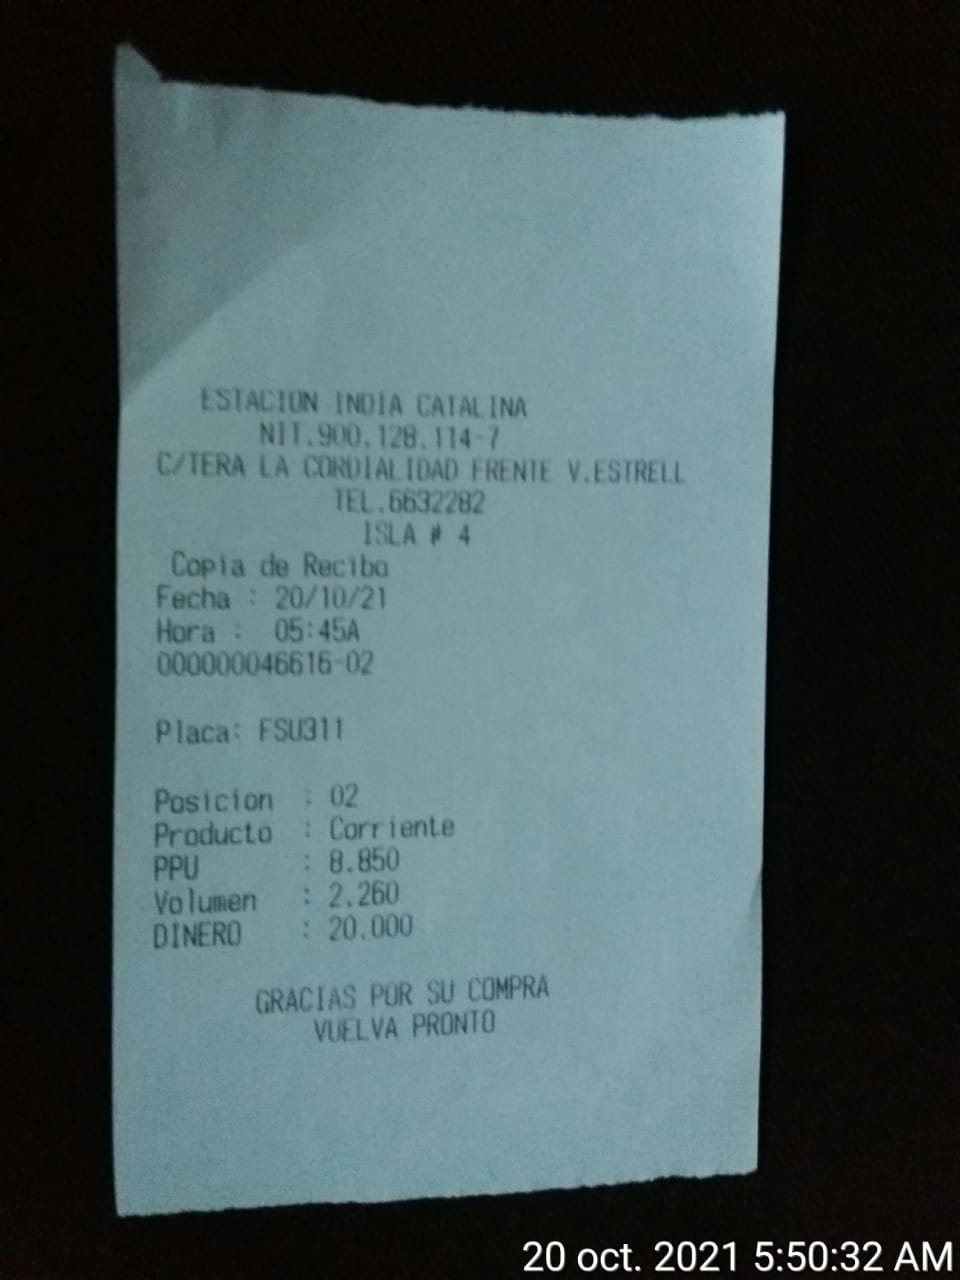 ESTACION INDIA CATALINA
NIT.900.128.114-7
C/TERA LA CORDIALIDAD FRENTE V.ESTRELL
TEL.6632282
ISLA # 4
Copia de Recibo
Fecha : 20/10/21
Hora : 05:45A
000000046616-02
Placa: FSU311
Posicion : 02
Producto : Corriente
PPU : 8.850
Volumen : 2.260
DINERO : 20.000
GRACIAS POR SU COMPRA
VUELVA PRONTO
20 oct. 2021 5:50:32 AM